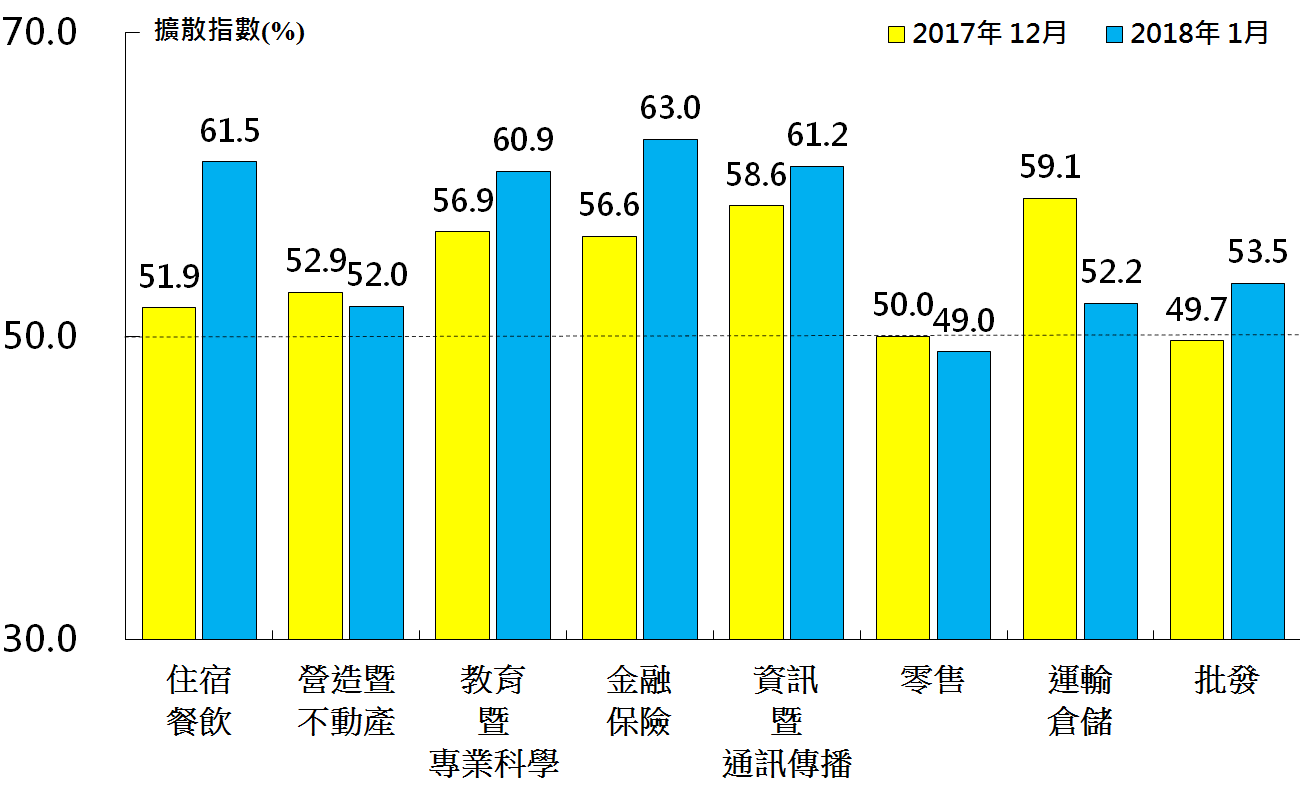 70.0
擴散指數(%)
2017年 12月
2018年 1月
50.0
30.0
51.9
61.5
52.9
52.0
56.9
60.9
56.6
63.0
58.6
61.2
50.0
49.0
59.1
52.2
49.7
53.5
住宿
餐飲
營造暨
不動產
教育
暨
專業科學
金融
保險
資訊
暨
通訊傳播
零售
運輸
倉儲
批發